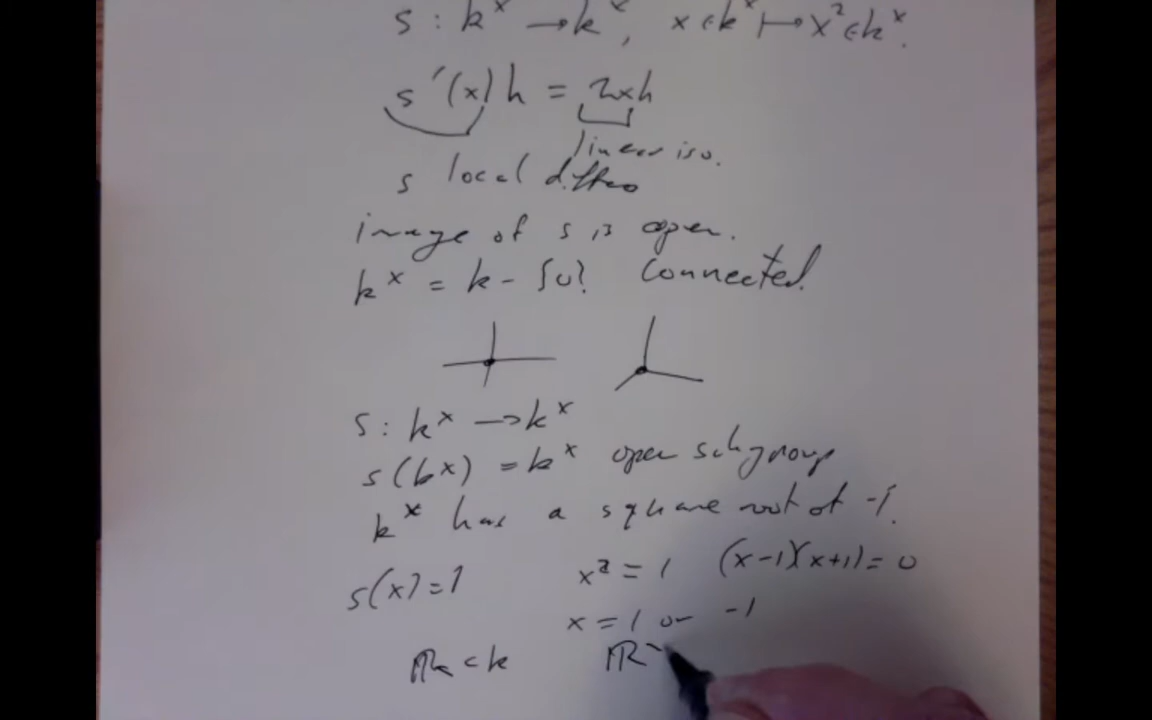 s : k^x → k^x, x ∈ k^x ↦ x² ∈ k^x.
s'(x) h = 2xh
linear iso.
s local diffeo
image of s is open.
k^x = k - {0} connected.
s : k^x → k^x
s(k^x) = k^x open subgroup
k^x has a square root of -1.
s(x) = 1 x² = 1 (x-1)(x+1) = 0
x = 1 or -1
ℝ ⊂ k ℝ